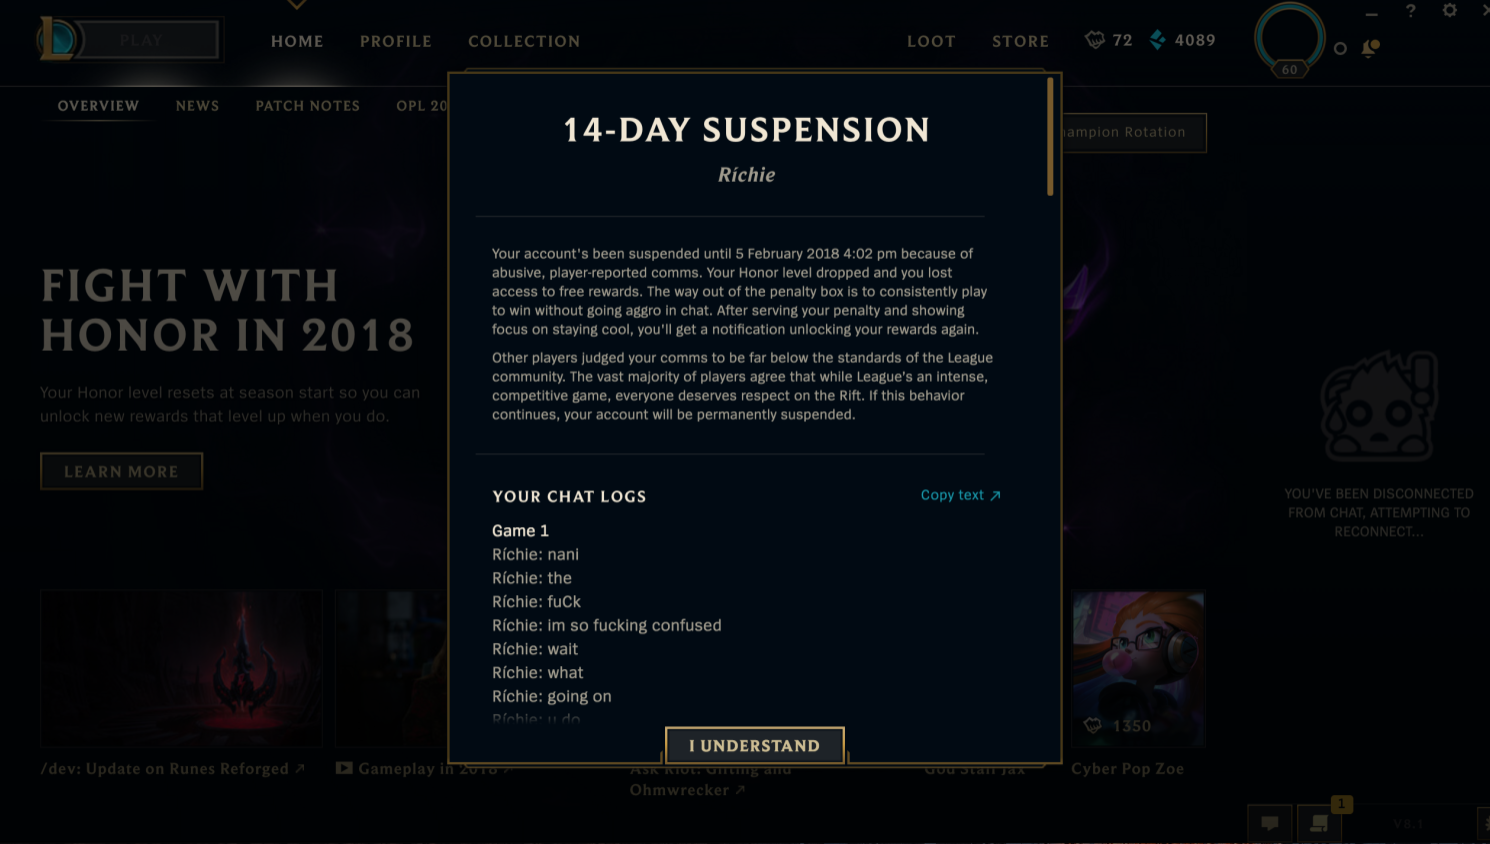 PLAY
HOME
PROFILE
COLLECTION
LOOT
STORE
72
4089
60
?
OVERVIEW
NEWS
PATCH NOTES
OPL 20
ampion Rotation
FIGHT WITH
HONOR IN 2018
Your Honor level resets at season start so you can
unlock new rewards that level up when you do.
LEARN MORE
14-DAY SUSPENSION
Ríchie
Your account's been suspended until 5 February 2018 4:02 pm because of
abusive, player-reported comms. Your Honor level dropped and you lost
access to free rewards. The way out of the penalty box is to consistently play
to win without going aggro in chat. After serving your penalty and showing
focus on staying cool, you'll get a notification unlocking your rewards again.
Other players judged your comms to be far below the standards of the League
community. The vast majority of players agree that while League's an intense,
competitive game, everyone deserves respect on the Rift. If this behavior
continues, your account will be permanently suspended.
YOUR CHAT LOGS
Copy text ↗
Game 1
Ríchie: nani
Ríchie: the
Ríchie: fuCk
Ríchie: im so fucking confused
Ríchie: wait
Ríchie: what
Ríchie: going on
Ríchie: u do
I UNDERSTAND
YOU'VE BEEN DISCONNECTED
FROM CHAT, ATTEMPTING TO
RECONNECT...
1350
/dev: Update on Runes Reforged ↗
Gameplay in 2018 ↗
Ask Riot: Gifting and
Ohmwrecker ↗
God Staff Jax
Cyber Pop Zoe
1
V8.1